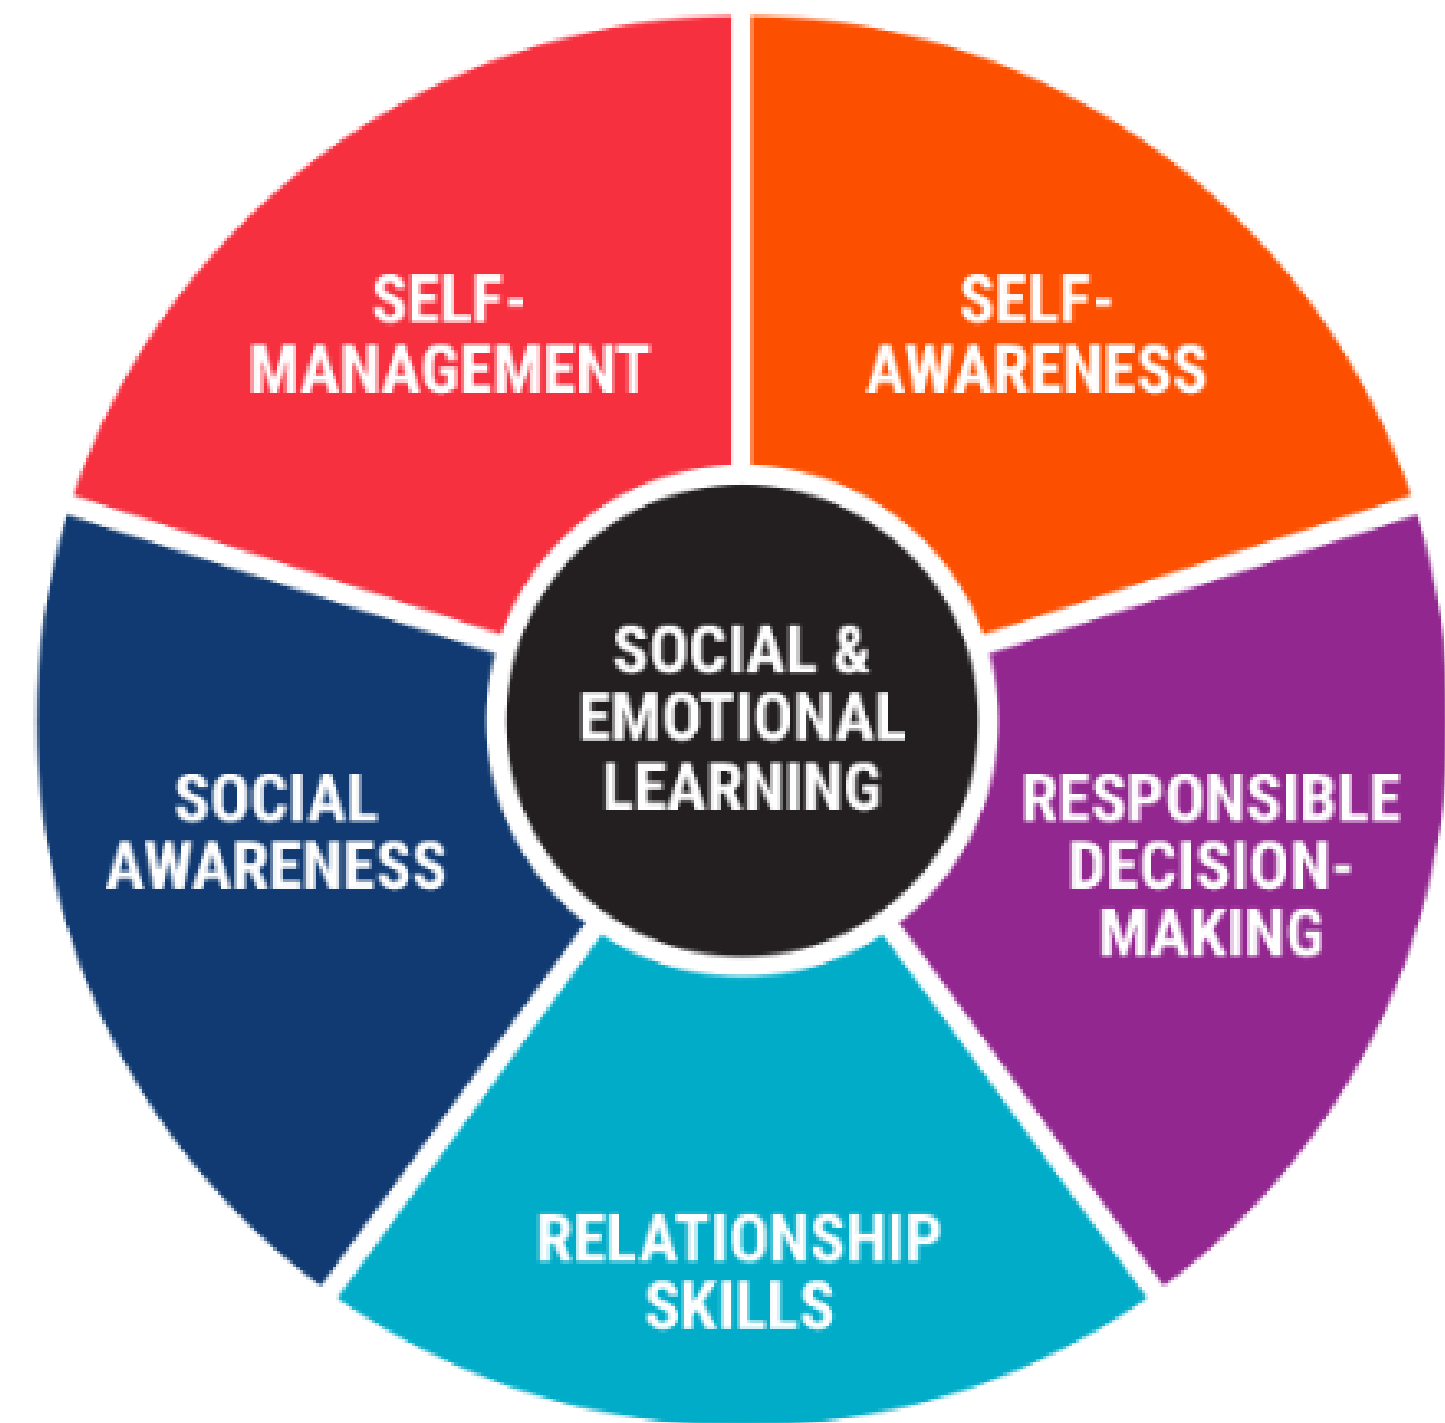 SELF-
MANAGEMENT
SELF-
AWARENESS
SOCIAL &
EMOTIONAL
LEARNING
SOCIAL
AWARENESS
RESPONSIBLE
DECISION-
MAKING
RELATIONSHIP
SKILLS